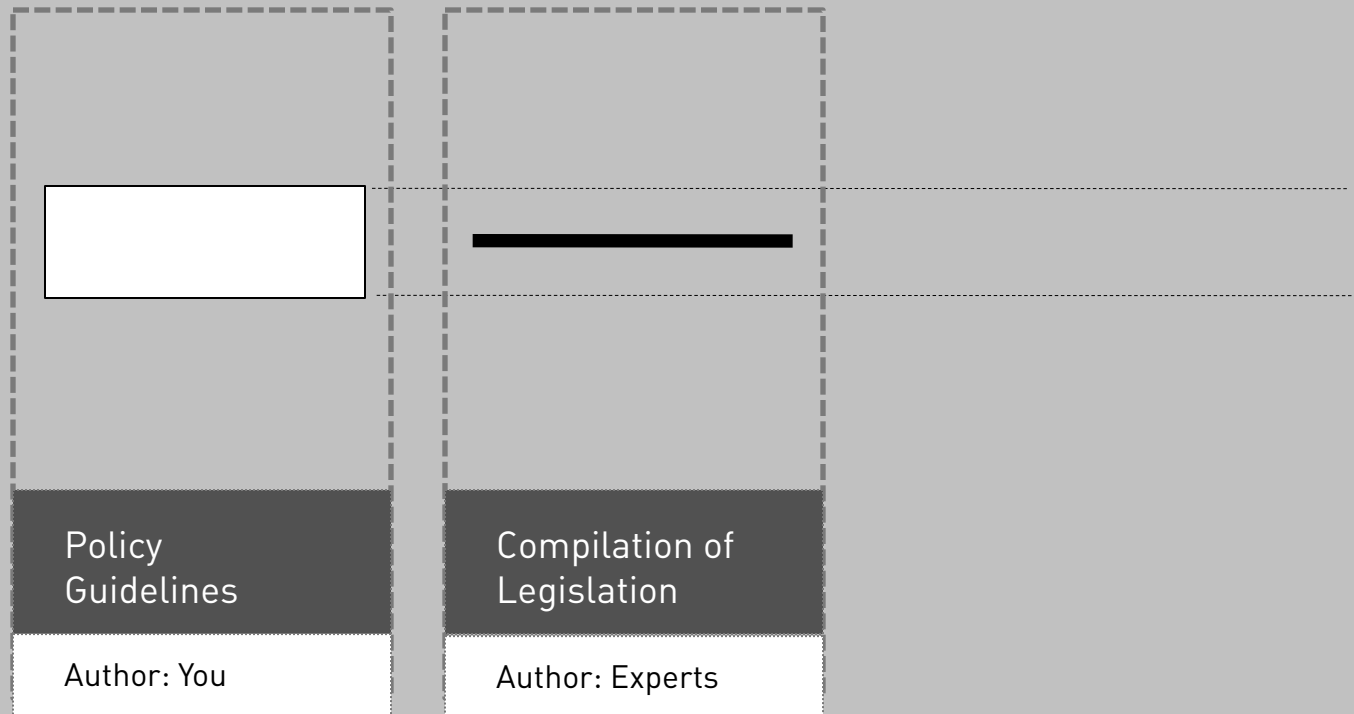 Policy
Guidelines
Author: You
Compilation of
Legislation
Author: Experts